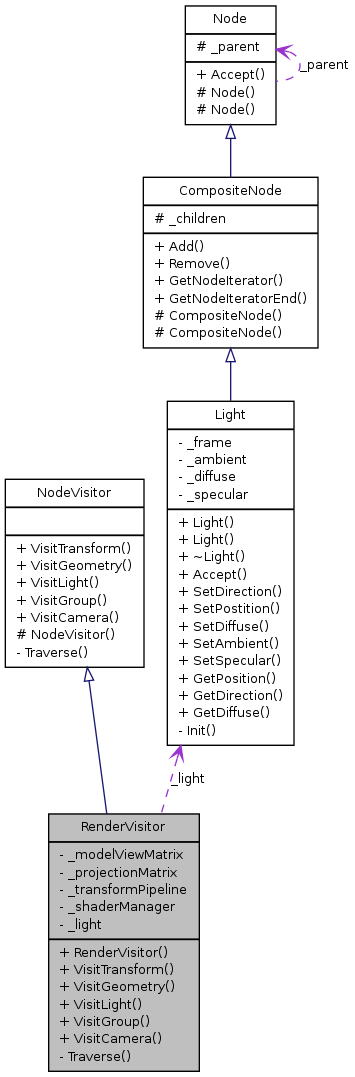 Node
# _parent
+ Accept()
# Node()
# Node()
_parent
CompositeNode
# _children
+ Add()
+ Remove()
+ GetNodeIterator()
+ GetNodeIteratorEnd()
# CompositeNode()
# CompositeNode()
Light
- _frame
- _ambient
- _diffuse
- _specular
+ Light()
+ Light()
+ ~Light()
+ Accept()
+ SetDirection()
+ SetPostition()
+ SetDiffuse()
+ SetAmbient()
+ SetSpecular()
+ GetPosition()
+ GetDirection()
+ GetDiffuse()
- Init()
NodeVisitor
+ VisitTransform()
+ VisitGeometry()
+ VisitLight()
+ VisitGroup()
+ VisitCamera()
# NodeVisitor()
- Traverse()
_light
RenderVisitor
- _modelViewMatrix
- _projectionMatrix
- _transformPipeline
- _shaderManager
- _light
+ RenderVisitor()
+ VisitTransform()
+ VisitGeometry()
+ VisitLight()
+ VisitGroup()
+ VisitCamera()
- Traverse()